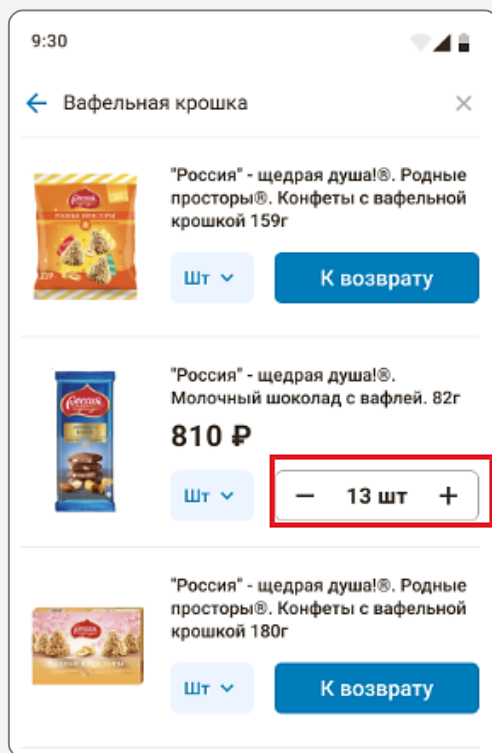 9:30
Вафельная крошка
"Россия" - щедрая душа!®. Родные
просторы®. Конфеты с вафельной
крошкой 159г
Шт
К возврату
"Россия" - щедрая душа!®.
Молочный шоколад с вафлей. 82г
810 ₽
Шт
— 13 шт +
"Россия" - щедрая душа!®. Родные
просторы®. Конфеты с вафельной
крошкой 180г
Шт
К возврату